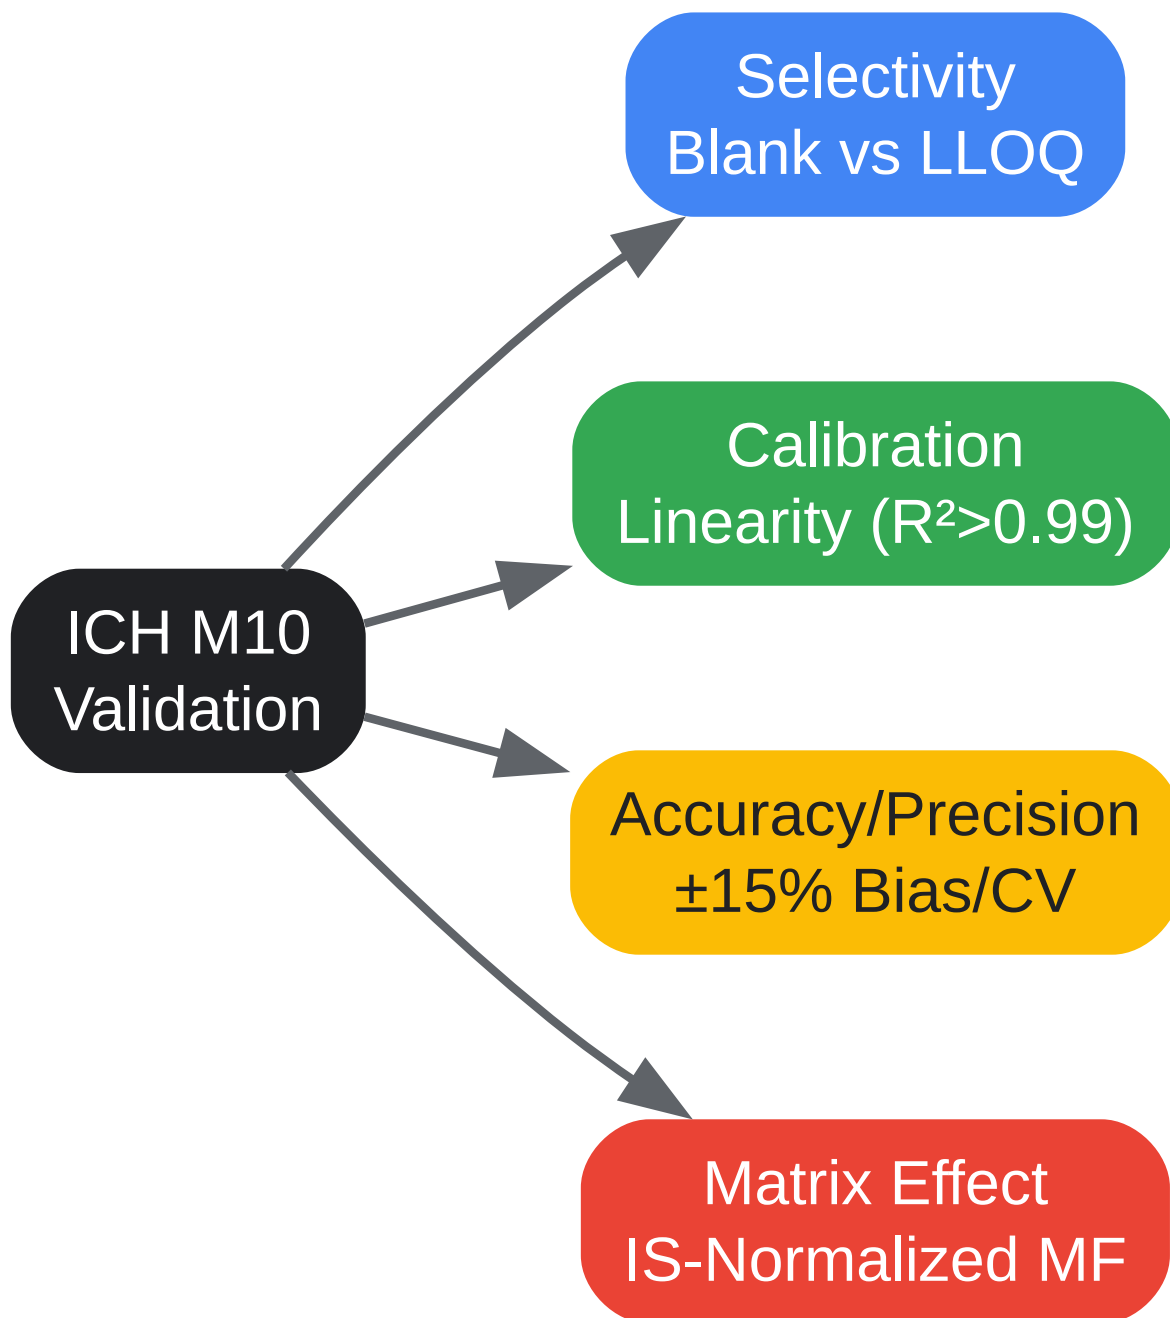 Selectivity
Blank vs LLOQ
Calibration
Linearity (R²>0.99)
ICH M10
Validation
Accuracy/Precision
±15% Bias/CV
Matrix Effect
IS-Normalized MF